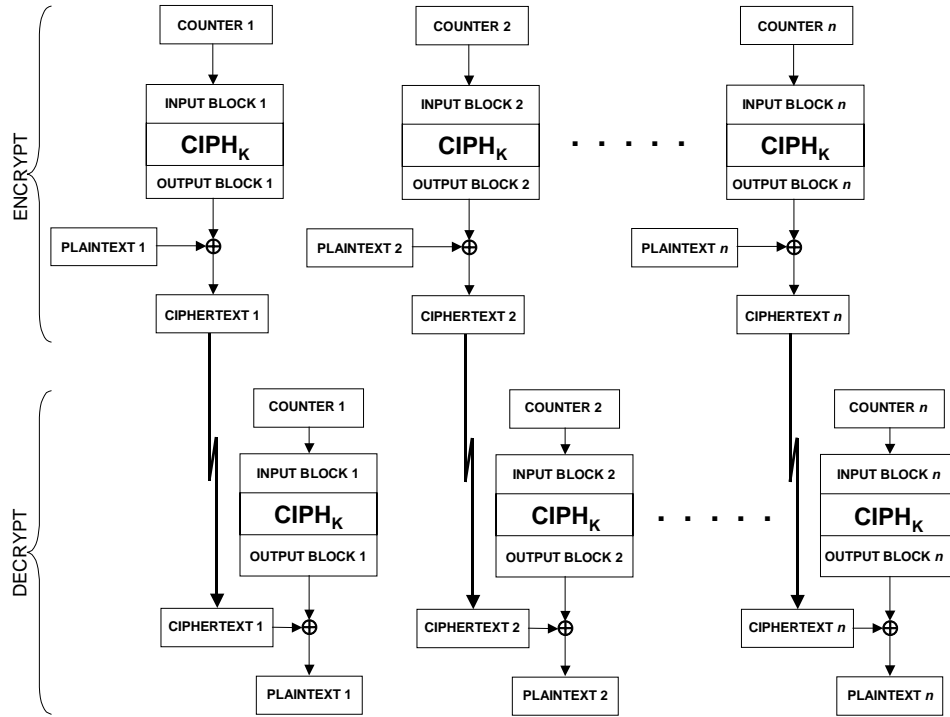 ENCRYPT
COUNTER 1 COUNTER 2 COUNTER n
INPUT BLOCK 1 INPUT BLOCK 2 INPUT BLOCK n
CIPHK CIPHK . . . . . CIPHK
OUTPUT BLOCK 1 OUTPUT BLOCK 2 OUTPUT BLOCK n
PLAINTEXT 1 PLAINTEXT 2 PLAINTEXT n
CIPHERTEXT 1 CIPHERTEXT 2 CIPHERTEXT n
DECRYPT
COUNTER 1 COUNTER 2 COUNTER n
INPUT BLOCK 1 INPUT BLOCK 2 INPUT BLOCK n
CIPHK CIPHK . . . . . CIPHK
OUTPUT BLOCK 1 OUTPUT BLOCK 2 OUTPUT BLOCK n
CIPHERTEXT 1 CIPHERTEXT 2 CIPHERTEXT n
PLAINTEXT 1 PLAINTEXT 2 PLAINTEXT n